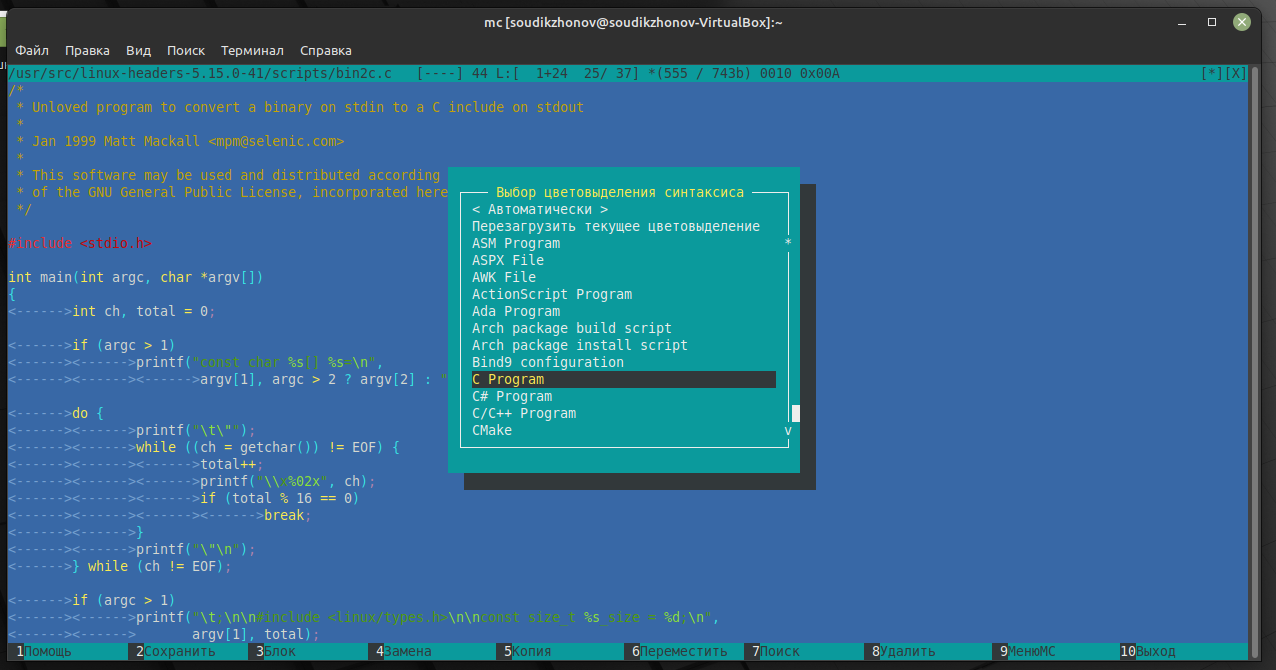 mc [soudikzhonov@soudikzhonov-VirtualBox]:~
Файл Правка Вид Поиск Терминал Справка
/usr/src/linux-headers-5.15.0-41/scripts/bin2c.c [----] 44 L:[ 1+24 25/ 37] *(555 / 743b) 0010 0x00A [*][X]
/*
 * Unloved program to convert a binary on stdin to a C include on stdout
 *
 * Jan 1999 Matt Mackall <mpm@selenic.com>
 *
 * This software may be used and distributed according
 * of the GNU General Public License, incorporated here
 */
#include <stdio.h>
int main(int argc, char *argv[])
{
<------>int ch, total = 0;
<------>if (argc > 1)
<------><------>printf("const char %s[] %s=\n",
<------><------><------>argv[1], argc > 2 ? argv[2] : "
<------>do {
<------><------>printf("\t\"");
<------><------>while ((ch = getchar()) != EOF) {
<------><------><------>total++;
<------><------><------>printf("\\x%02x", ch);
<------><------><------>if (total % 16 == 0)
<------><------><------><------>break;
<------><------>}
<------><------>printf("\"\n");
<------>} while (ch != EOF);
<------>if (argc > 1)
<------><------>printf("\t;\n\n#include <linux/types.h>\n\nconst size_t %s_size = %d;\n",
<------><------>       argv[1], total);
Выбор цветовыделения синтаксиса
< Автоматически >
Перезагрузить текущее цветовыделение
ASM Program *
ASPX File
AWK File
ActionScript Program
Ada Program
Arch package build script
Arch package install script
Bind9 configuration
C Program
C# Program
C/C++ Program
CMake v
1Помощь 2Сохранить 3Блок 4Замена 5Копия 6Переместить 7Поиск 8Удалить 9МенюMC 10Выход